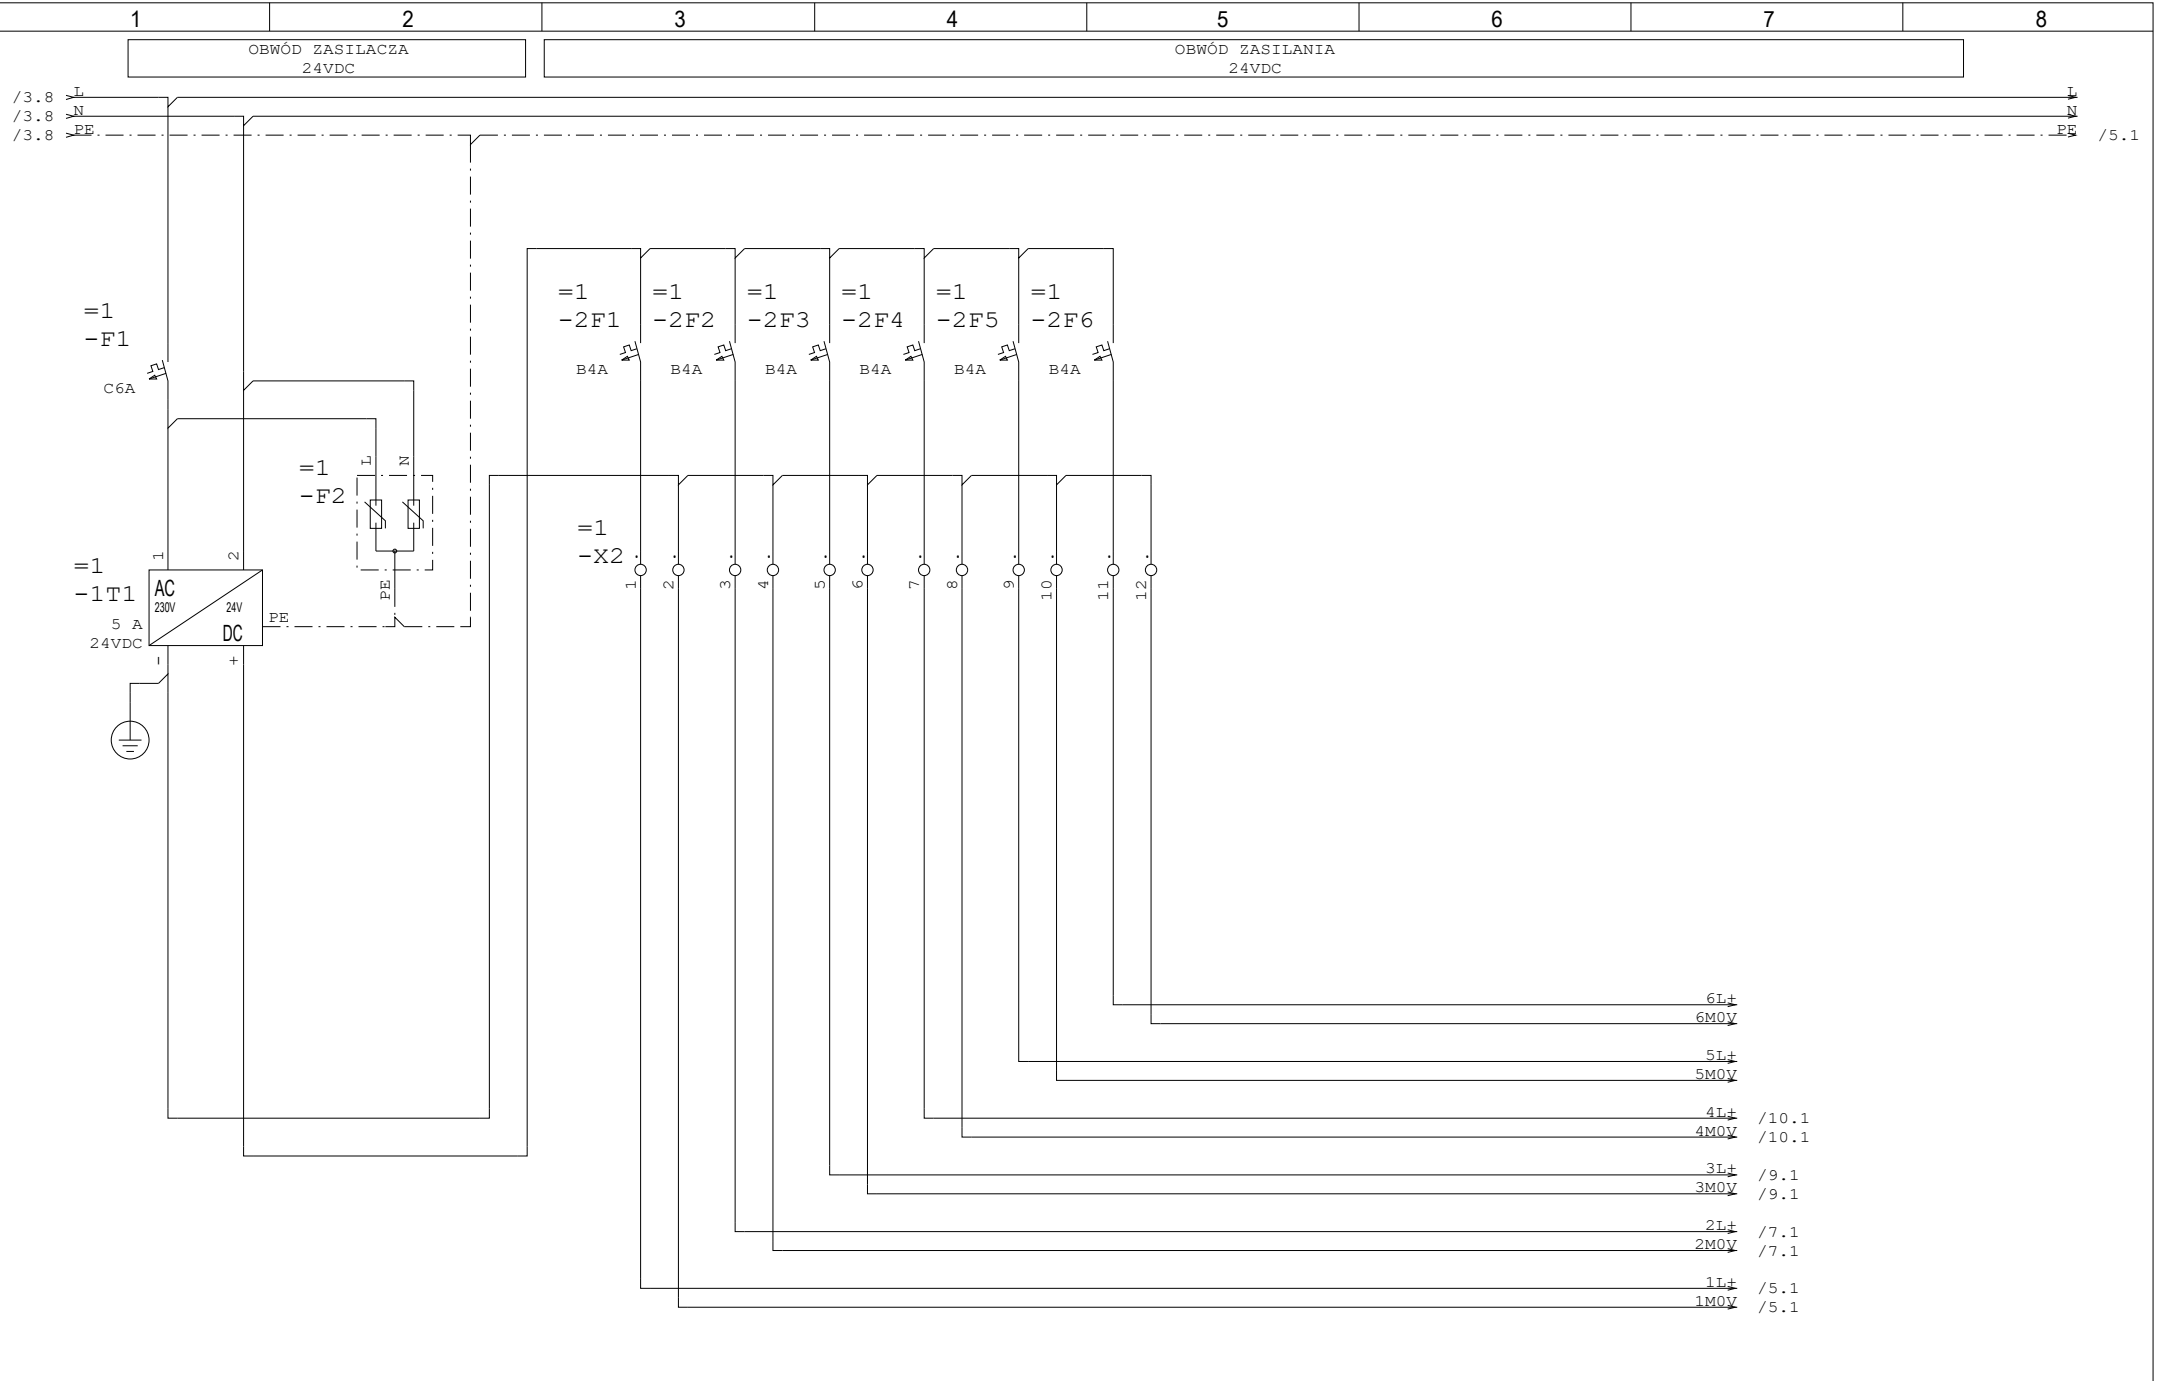 1 2 3 4 5 6 7 8
OBWÓD ZASILACZA
24VDC
OBWÓD ZASILANIA
24VDC
/3.8 L
/3.8 N
/3.8 PE
L
N
PE /5.1
=1
-F1
C6A
=1
-2F1
B4A
=1
-2F2
B4A
=1
-2F3
B4A
=1
-2F4
B4A
=1
-2F5
B4A
=1
-2F6
B4A
=1
-F2
L
N
PE
=1
-1T1
5 A
24VDC
1
2
AC
230V
24V
DC
PE
-
+
=1
-X2
1 2 3 4 5 6 7 8 9 10 11 12
6L+
6M0V
5L+
5M0V
4L+ /10.1
4M0V /10.1
3L+ /9.1
3M0V /9.1
2L+ /7.1
2M0V /7.1
1L+ /5.1
1M0V /5.1